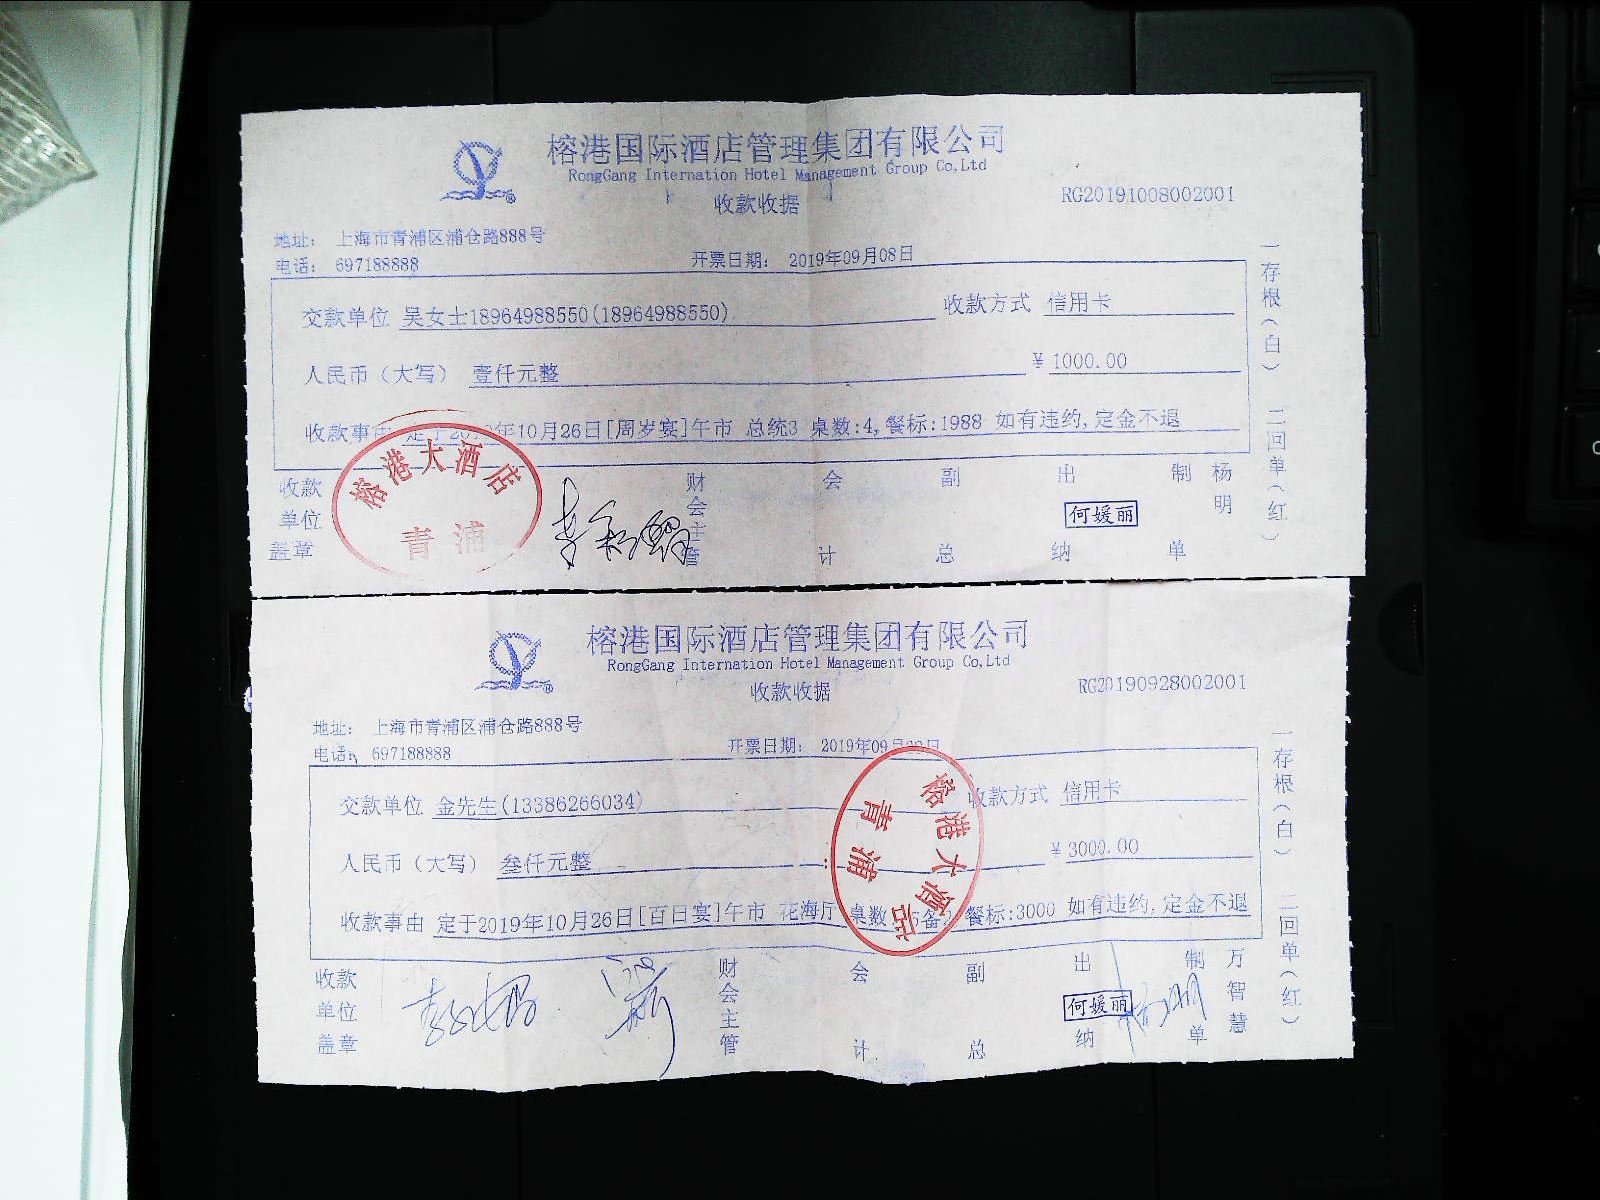 榕港国际酒店管理集团有限公司
RongGang Internation Hotel Management Group Co,Ltd
收款收据
RG20191008002001
地址： 上海市青浦区浦仓路888号
电话： 697188888
开票日期： 2019年09月08日
交款单位 吴女士18964988550(18964988550)
收款方式 信用卡
人民币（大写） 壹仟元整
¥ 1000.00
收款事由 定于2019年10月26日[周岁宴]午市 总统3 桌数:4,餐标:1988 如有违约,定金不退
收款单位盖章
榕港大酒店
青浦
财会主管
会计
副总
出纳
何媛丽
制单
杨明
一存根（白）
二回单（红）
榕港国际酒店管理集团有限公司
RongGang Internation Hotel Management Group Co,Ltd
收款收据
RG20190928002001
地址： 上海市青浦区浦仓路888号
电话： 697188888
开票日期： 2019年09月 日
交款单位 金先生(13386266034)
收款方式 信用卡
人民币（大写） 叁仟元整
¥ 3000.00
收款事由 定于2019年10月26日[百日宴]午市 花海厅 桌数 餐标:3000 如有违约,定金不退
榕港大酒店
青浦
收款单位盖章
财会主管
会计
副总
出纳
何媛丽
制单
万智慧
一存根（白）
二回单（红）